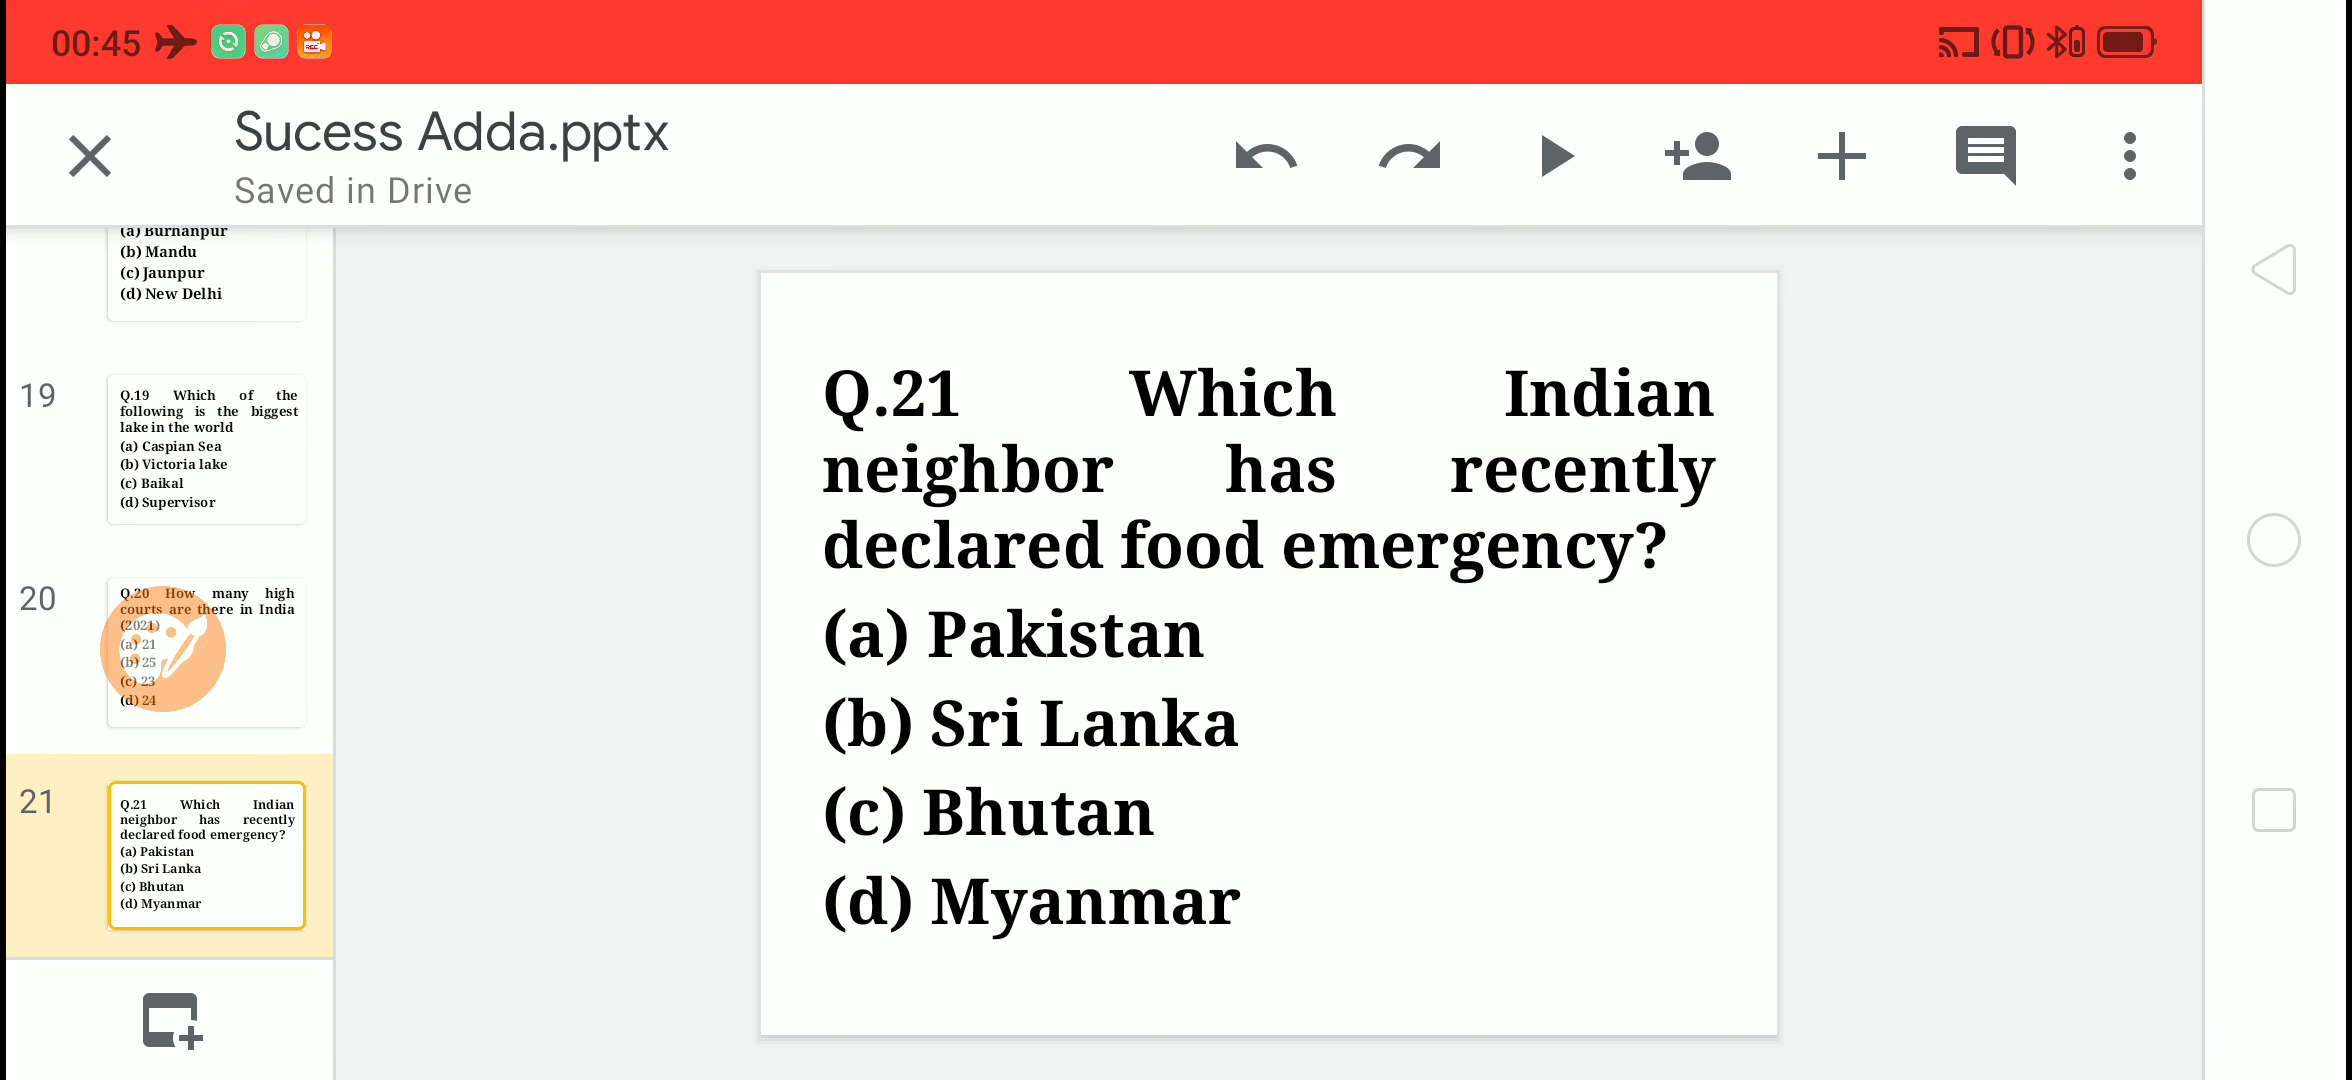 00:45
REC
Sucess Adda.pptx
Saved in Drive
(a) Burhanpur
(b) Mandu
(c) Jaunpur
(d) New Delhi
19
Q.19 Which of the
following is the biggest
lake in the world
(a) Caspian Sea
(b) Victoria lake
(c) Baikal
(d) Supervisor
20
Q.20 How many high
courts are there in India
(2021)
(a) 21
(b) 25
(c) 23
(d) 24
21
Q.21 Which Indian
neighbor has recently
declared food emergency?
(a) Pakistan
(b) Sri Lanka
(c) Bhutan
(d) Myanmar
Q.21 Which Indian
neighbor has recently
declared food emergency?
(a) Pakistan
(b) Sri Lanka
(c) Bhutan
(d) Myanmar